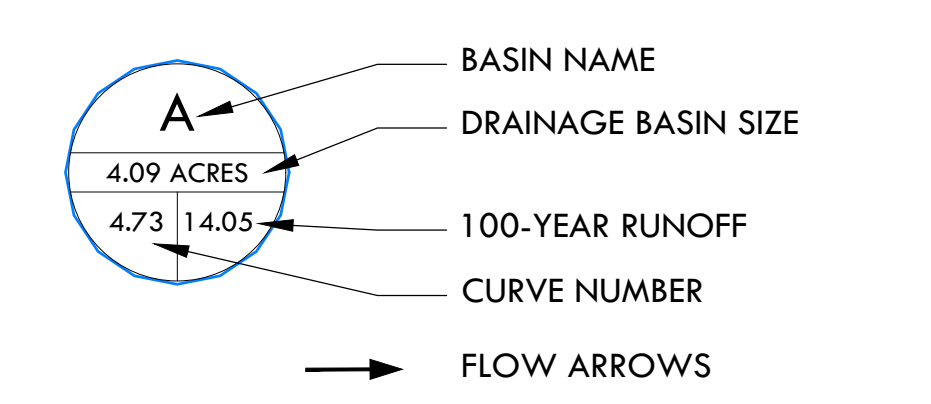 A
4.09 ACRES
4.73 14.05
BASIN NAME
DRAINAGE BASIN SIZE
100-YEAR RUNOFF
CURVE NUMBER
FLOW ARROWS